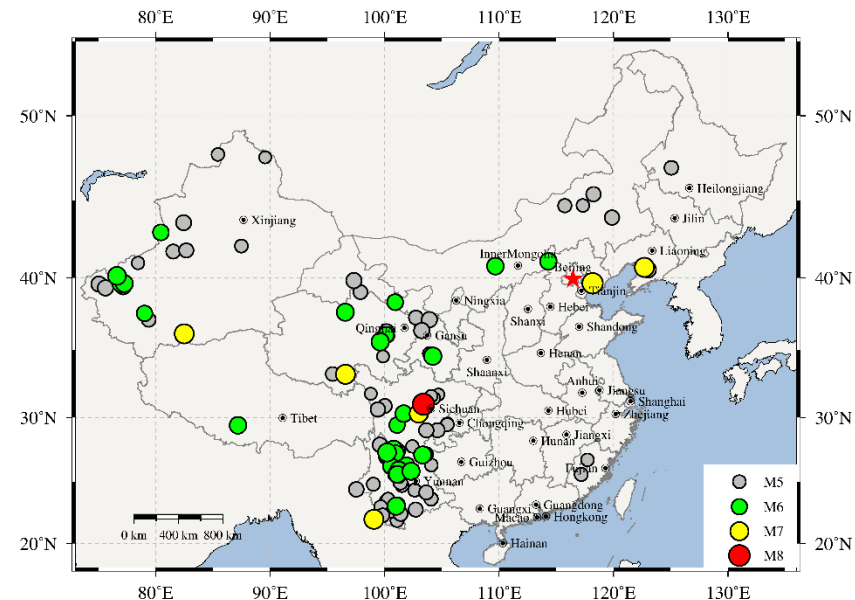 80°E 90°E 100°E 110°E 120°E 130°E
50°N 50°N
Heilongjiang
Xinjiang Jilin
InnerMongolia Liaoning
Beijing
40°N 40°N
Tianjin
Ningxia
Hebei
Shanxi
Qinghai Gansu Shandong
Henan
Shaanxi
Anhui
Jiangsu
Shanghai
Sichuan Hubei Zhejiang
30°N Tibet 30°N
Chongqing
Hunan Jiangxi
Guizhou
Fujian
Yunnan
M5
Guangxi Guangdong
M6
Macao Hongkong
0 km 400 km 800 km
M7
20°N Hainan 20°N
M8
80°E 90°E 100°E 110°E 120°E 130°E